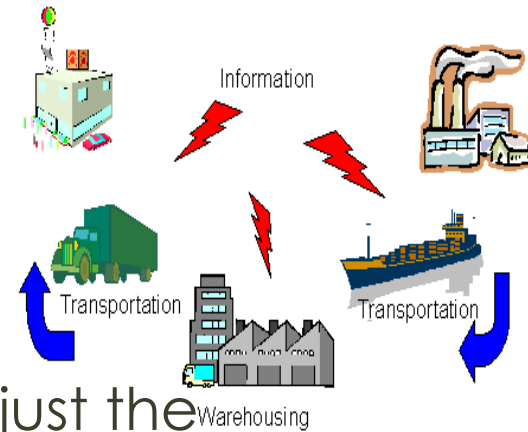 Information
Transportation
Transportation
just the
Warehousing